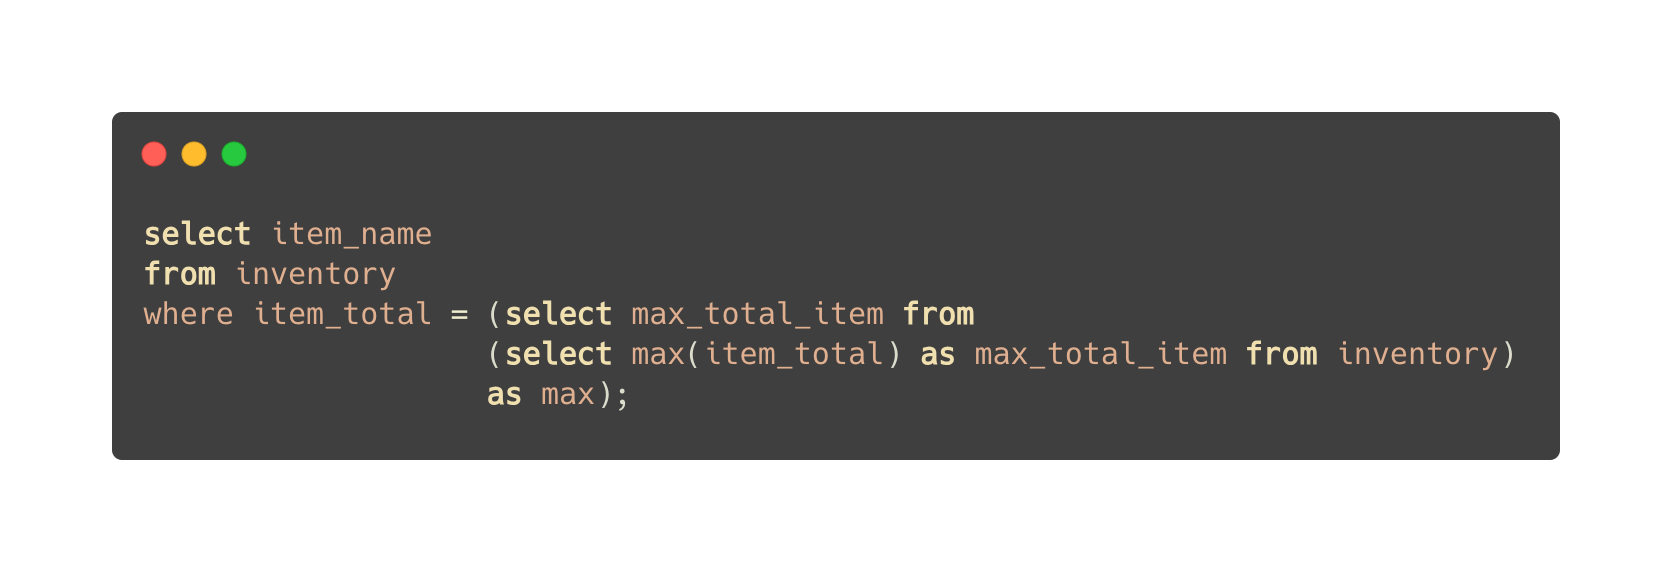 select item_name
from inventory
where item_total = (select max_total_item from
(select max(item_total) as max_total_item from inventory)
as max);